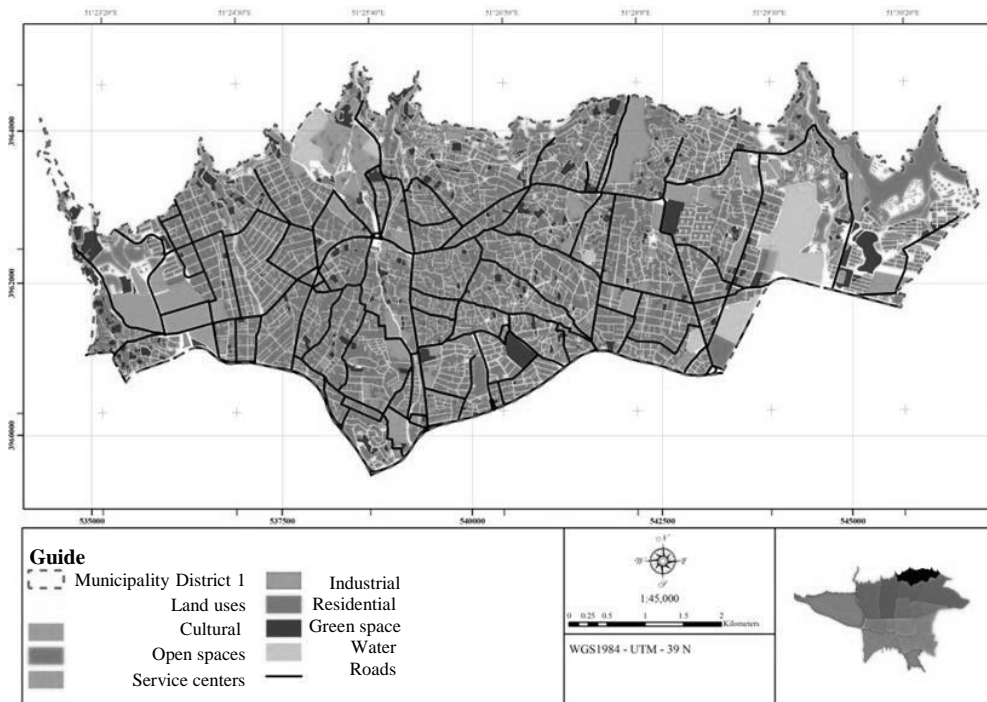 51°23'20"E 51°24'30"E 51°25'40"E 51°26'50"E 51°28'0"E 51°29'10"E 51°30'20"E
3964000
3962000
3960000
535000 537500 540000 542500 545000
Guide
Municipality District 1
Land uses
Cultural
Open spaces
Service centers
Industrial
Residential
Green space
Water
Roads
N
S
1:45,000
0 0.25 0.5 1 1.5 2
Kilometers
WGS1984 - UTM - 39 N